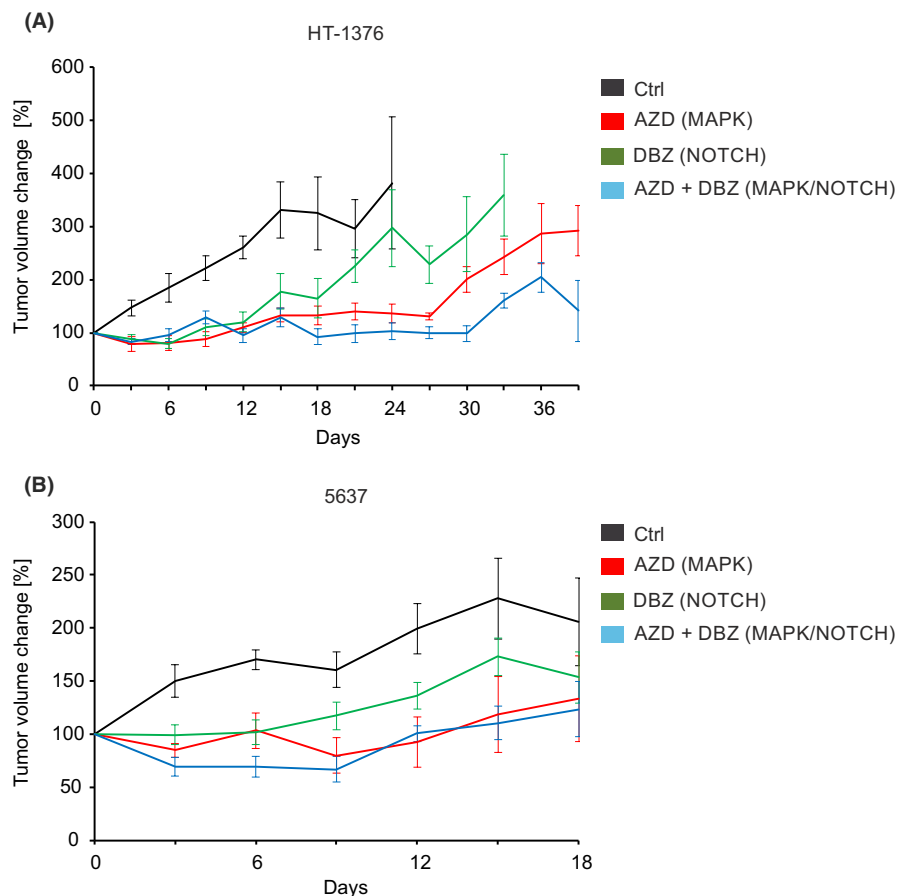 (A)
HT-1376
Tumor volume change [%]
600
500
400
300
200
100
0
0 6 12 18 24 30 36
Days
Ctrl
AZD (MAPK)
DBZ (NOTCH)
AZD + DBZ (MAPK/NOTCH)
(B)
5637
Tumor volume change [%]
300
250
200
150
100
50
0
0 6 12 18
Days
Ctrl
AZD (MAPK)
DBZ (NOTCH)
AZD + DBZ (MAPK/NOTCH)